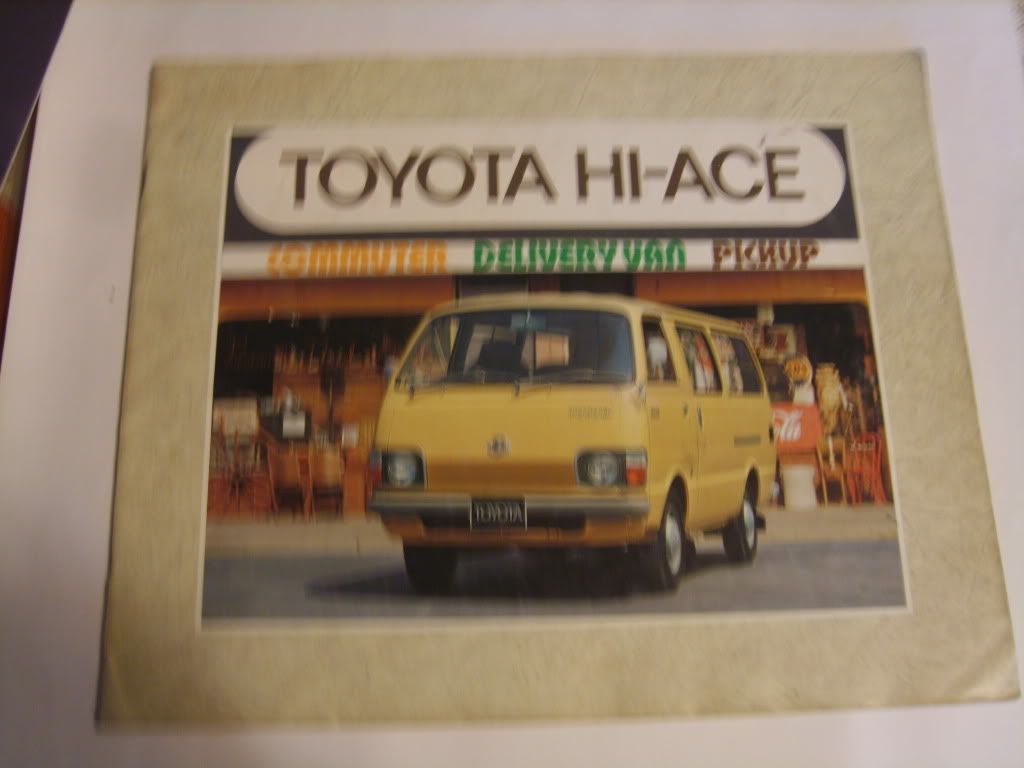 TOYOTA HI-ACE
COMMUTER DELIVERY VAN PICKUP
TOYOTA